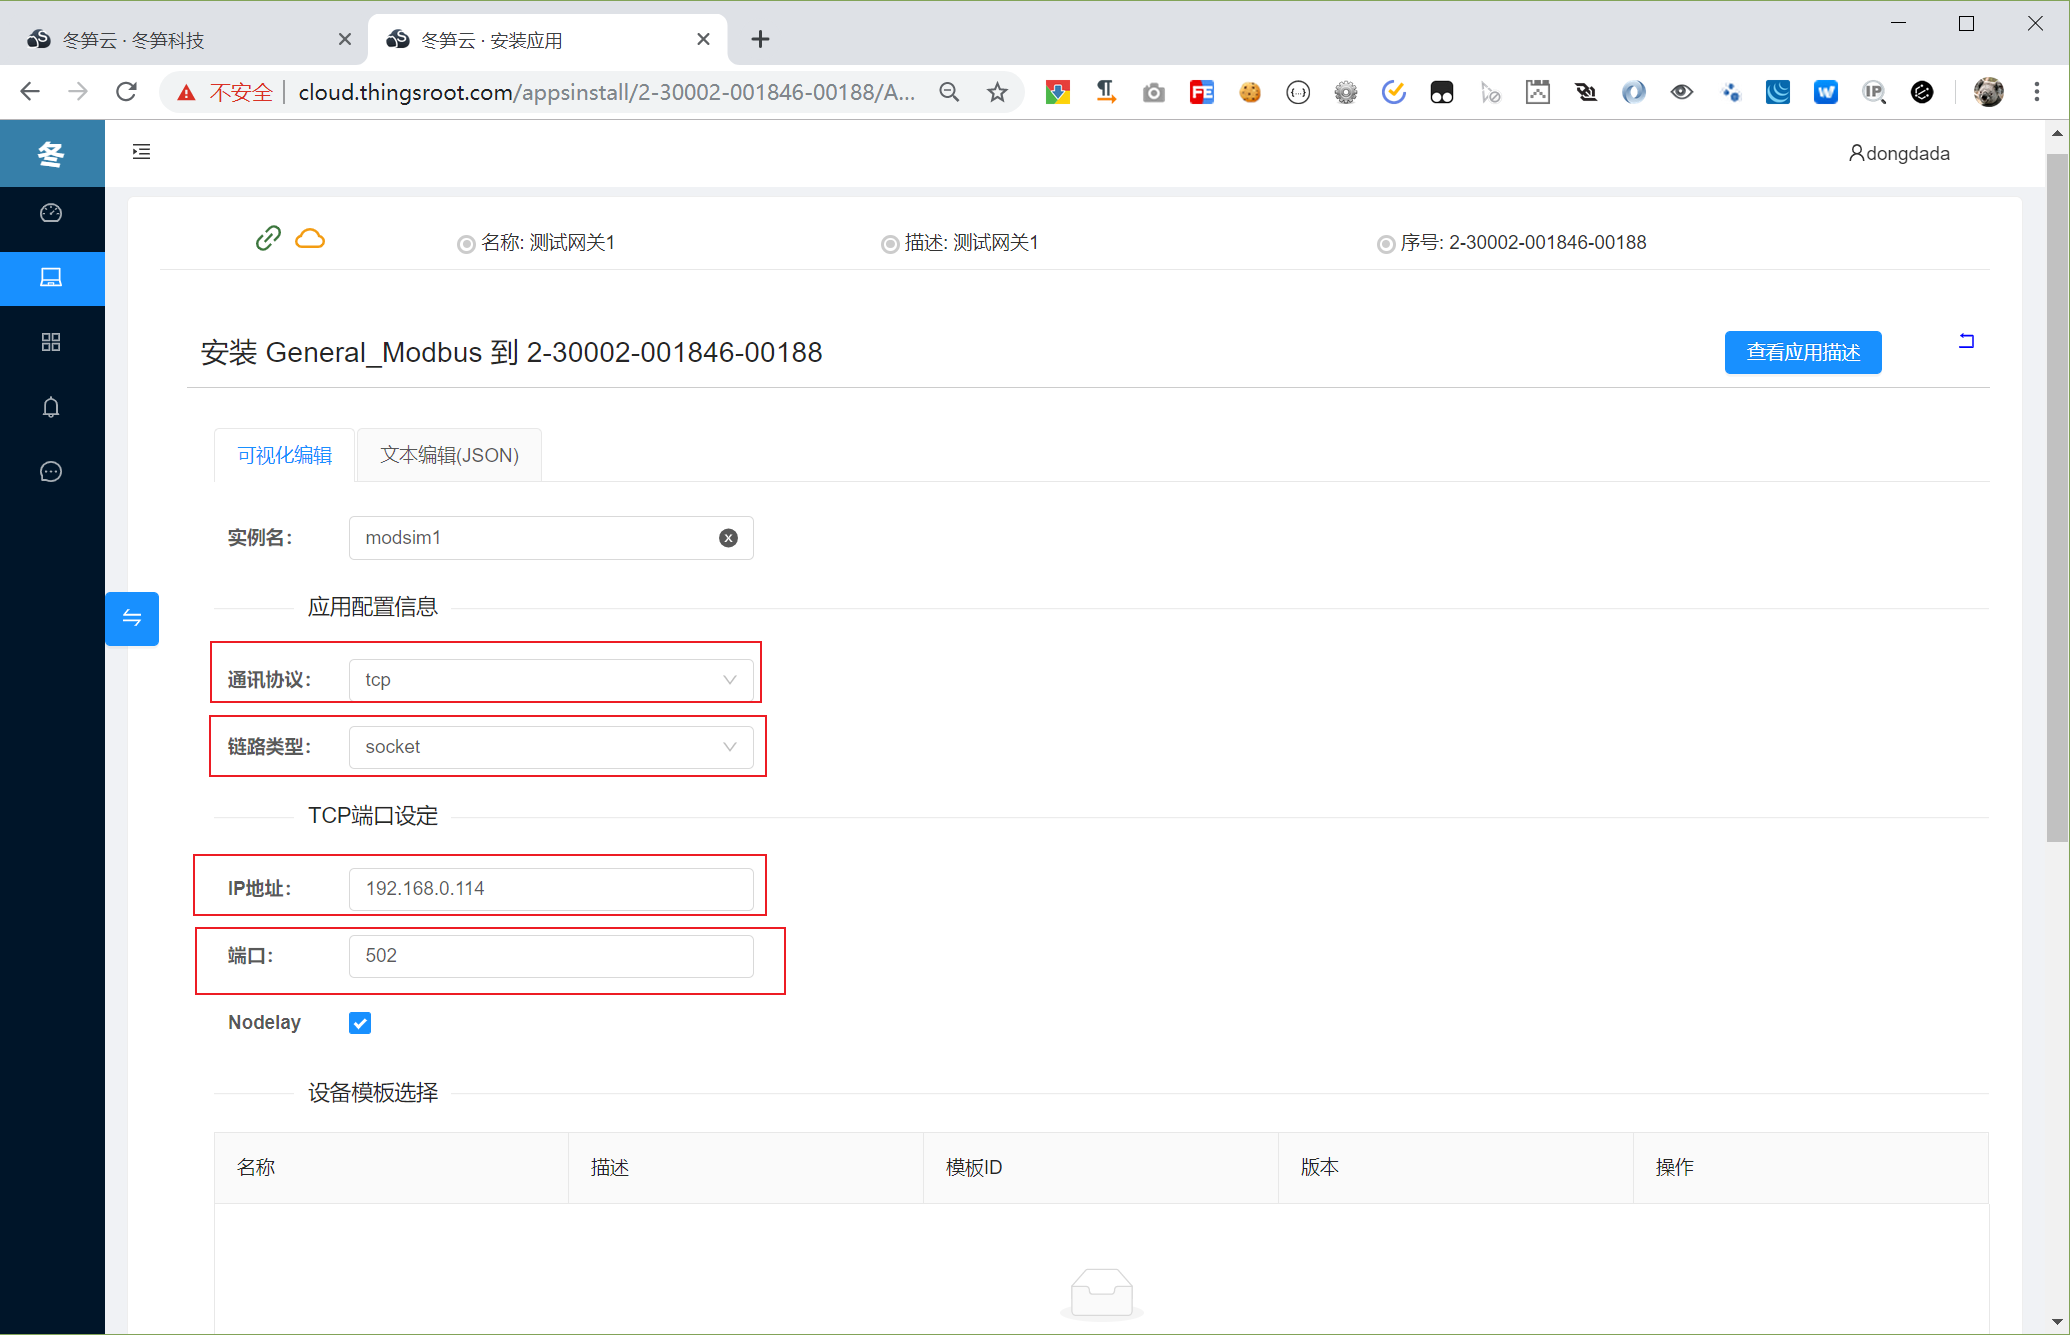 冬笋云 · 冬笋科技
冬笋云 · 安装应用
不安全 cloud.thingsroot.com/appsinstall/2-30002-001846-00188/A...
冬
dongdada
名称: 测试网关1
描述: 测试网关1
序号: 2-30002-001846-00188
安装 General_Modbus 到 2-30002-001846-00188
查看应用描述
可视化编辑
文本编辑(JSON)
实例名:
modsim1
应用配置信息
通讯协议:
tcp
链路类型:
socket
TCP端口设定
IP地址:
192.168.0.114
端口:
502
Nodelay
设备模板选择
名称
描述
模板ID
版本
操作